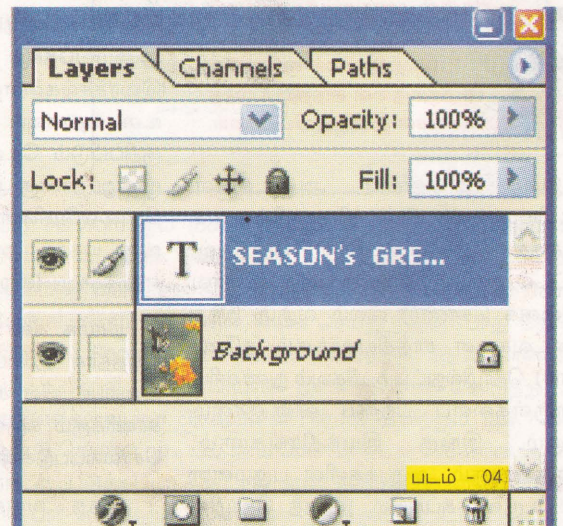 Layers Channels Paths
Normal Opacity: 100%
Lock: Fill: 100%
T SEASON's GRE...
Background
படம் - 04